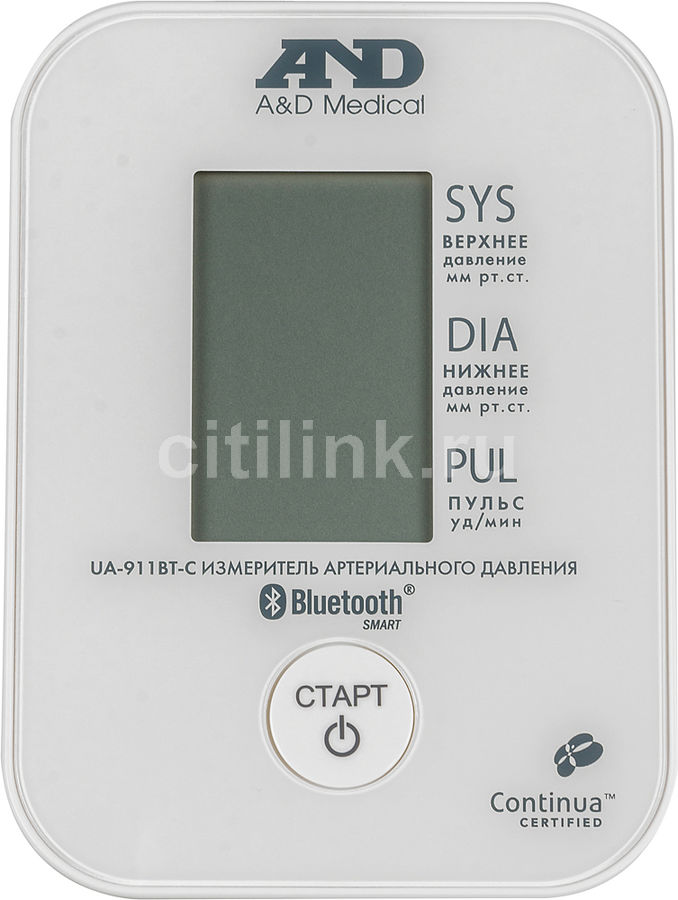 AND
A&D Medical
SYS
ВЕРХНЕЕ
давление
мм рт.ст.
DIA
НИЖНЕЕ
давление
мм рт.ст.
citilink.ru
PUL
ПУЛЬС
уд/мин
UA-911BT-C ИЗМЕРИТЕЛЬ АРТЕРИАЛЬНОГО ДАВЛЕНИЯ
Bluetooth®
SMART
СТАРТ
Continua™
CERTIFIED